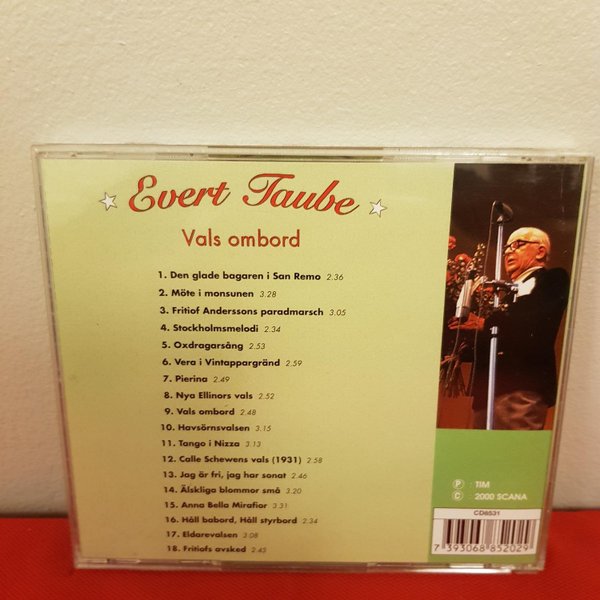 Evert Taube
Vals ombord
1. Den glade bagaren i San Remo 2.36
2. Möte i monsunen 3.28
3. Fritiof Anderssons paradmarsch 3.05
4. Stockholmsmelodi 2.34
5. Oxdragarsång 2.53
6. Vera i Vintappargränd 2.59
7. Pierina 2.49
8. Nya Ellinors vals 2.52
9. Vals ombord 2.48
10. Havsörnsvalsen 3.15
11. Tango i Nizza 3.13
12. Calle Schewens vals (1931) 2.58
13. Jag är fri, jag har sonat 2.46
14. Älskliga blommor små 3.20
15. Anna Bella Mirafior 3.31
16. Håll babord, Håll styrbord 2.34
17. Eldarevalsen 3.08
18. Fritiofs avsked 2.45
℗ : TIM
© : 2000 SCANA
CD8531
7 393068 852029